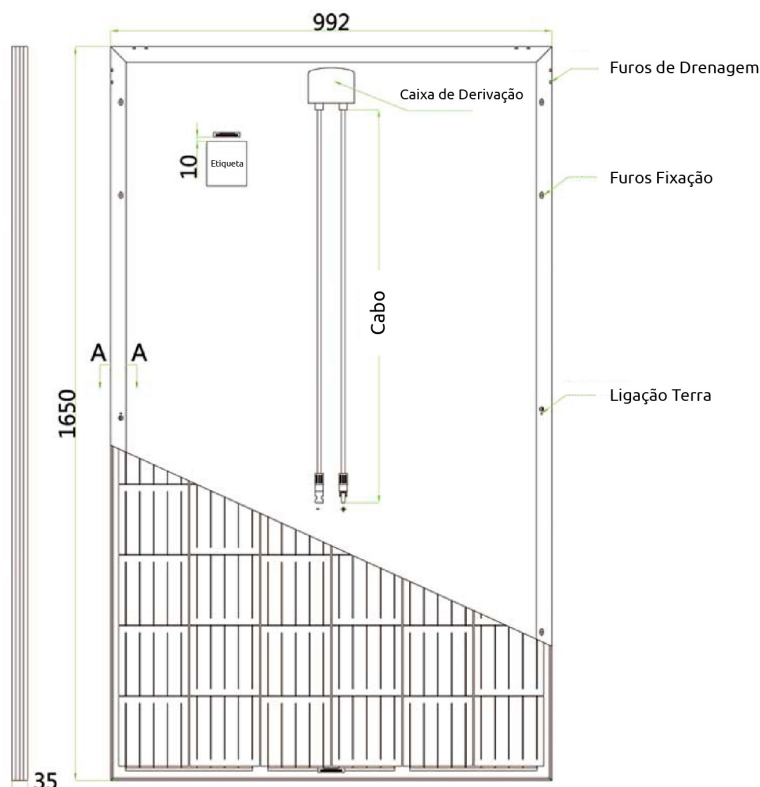 992
Furos de Drenagem
Caixa de Derivação
10
Etiqueta
Furos Fixação
Cabo
A A
Ligação Terra
1650
- +
35